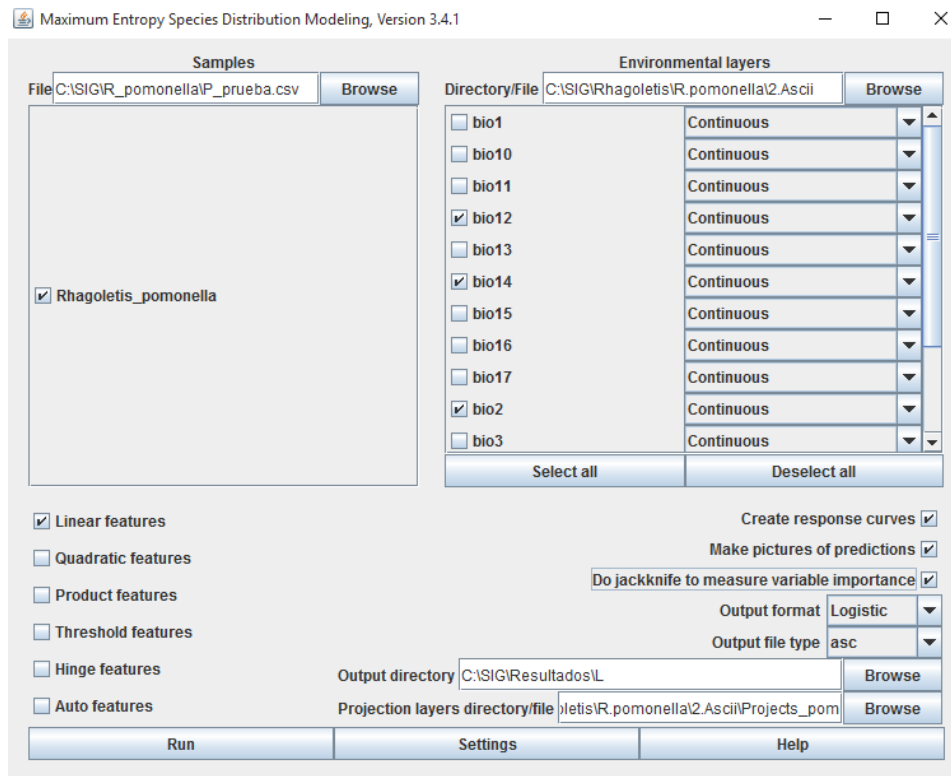 Maximum Entropy Species Distribution Modeling, Version 3.4.1
Samples
File C:\SIG\R_pomonella\P_prueba.csv Browse
Rhagoletis_pomonella
Environmental layers
Directory/File C:\SIG\Rhagoletis\R.pomonella\2.Ascii Browse
bio1 Continuous
bio10 Continuous
bio11 Continuous
bio12 Continuous
bio13 Continuous
bio14 Continuous
bio15 Continuous
bio16 Continuous
bio17 Continuous
bio2 Continuous
bio3 Continuous
Select all Deselect all
Linear features
Quadratic features
Product features
Threshold features
Hinge features
Auto features
Create response curves
Make pictures of predictions
Do jackknife to measure variable importance
Output format Logistic
Output file type asc
Output directory C:\SIG\Resultados\L Browse
Projection layers directory/file letis\R.pomonella\2.Ascii\Projects_pom Browse
Run Settings Help